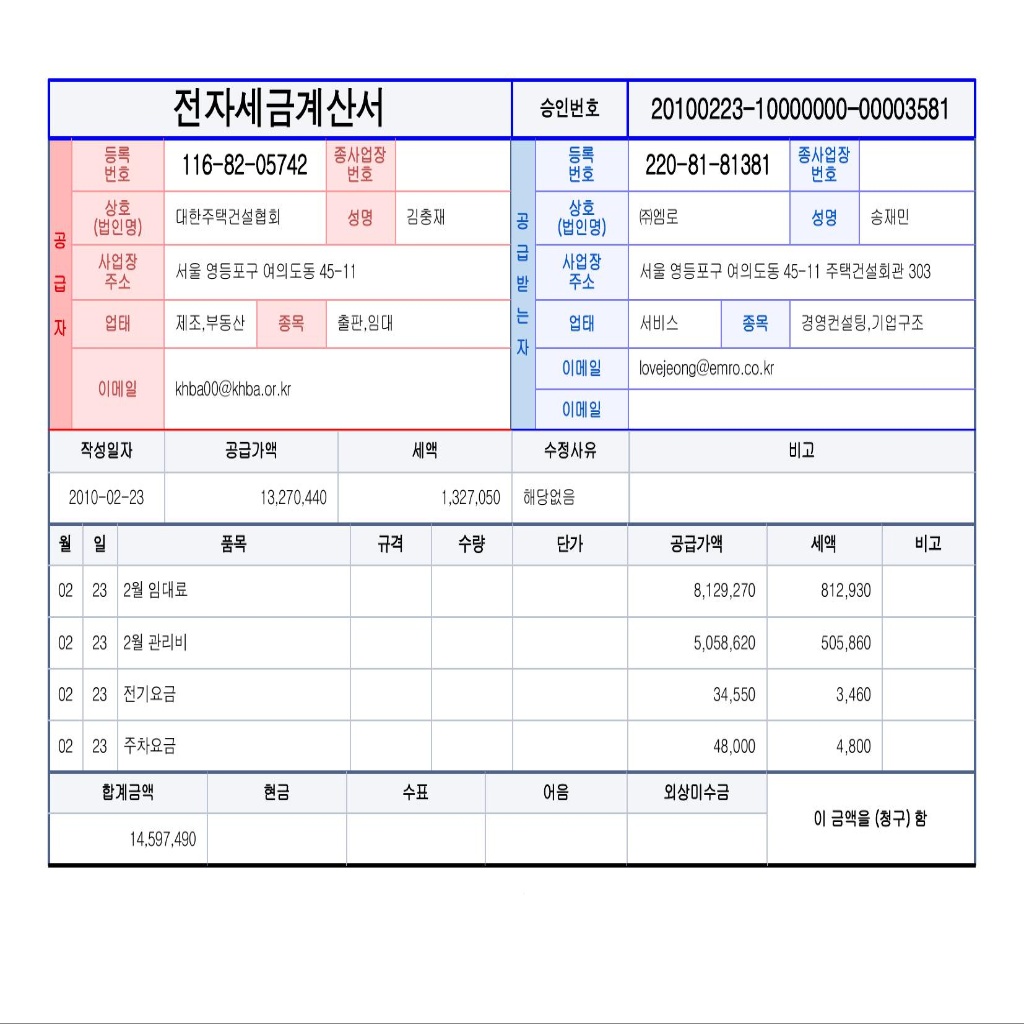 전자세금계산서 승인번호 20100223-10000000-00003581
공급자
등록번호 116-82-05742 종사업장번호
상호(법인명) 대한주택건설협회 성명 김충재
사업장주소 서울 영등포구 여의도동 45-11
업태 제조,부동산 종목 출판,임대
이메일 khba00@khba.or.kr
공급받는자
등록번호 220-81-81381 종사업장번호
상호(법인명) ㈜엠로 성명 송재민
사업장주소 서울 영등포구 여의도동 45-11 주택건설회관 303
업태 서비스 종목 경영컨설팅,기업구조
이메일 lovejeong@emro.co.kr
이메일
작성일자 공급가액 세액 수정사유 비고
2010-02-23 13,270,440 1,327,050 해당없음
월 일 품목 규격 수량 단가 공급가액 세액 비고
02 23 2월 임대료 8,129,270 812,930
02 23 2월 관리비 5,058,620 505,860
02 23 전기요금 34,550 3,460
02 23 주차요금 48,000 4,800
합계금액 현금 수표 어음 외상미수금 이 금액을 (청구) 함
14,597,490